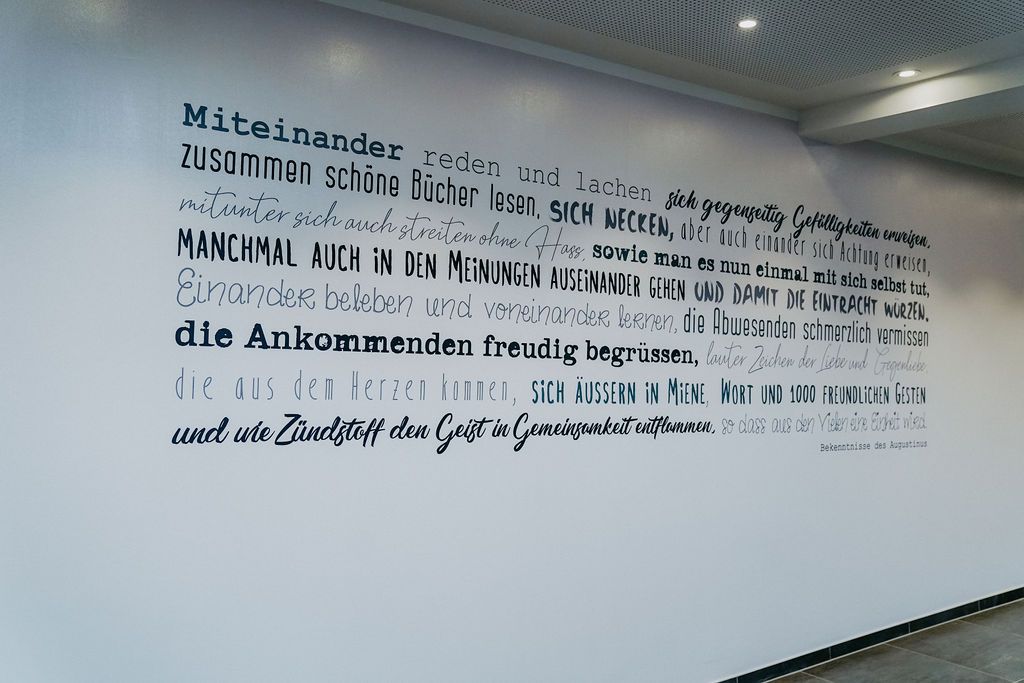 Miteinander reden und lachen sich gegenseitig Gefälligkeiten erweisen,
zusammen schöne Bücher lesen, SICH NECKEN, aber auch einander sich Achtung erweisen,
mitunter sich auch streiten ohne Hass, sowie man es nun einmal mit sich selbst tut,
MANCHMAL AUCH IN DEN MEINUNGEN AUSEINANDER GEHEN UND DAMIT DIE EINTRACHT WÜRZEN.
Einander beleben und voneinander lernen, die Abwesenden schmerzlich vermissen
die Ankommenden freudig begrüssen, lauter Zeichen der Liebe und Gegenliebe,
die aus dem Herzen kommen, SICH ÄUSSERN IN MIENE, WORT UND 1000 FREUNDLICHEN GESTEN
und wie Zündstoff den Geist in Gemeinsamkeit entflammen, so dass aus den Vielen eine Einheit wird.
Bekenntnisse des Augustinus